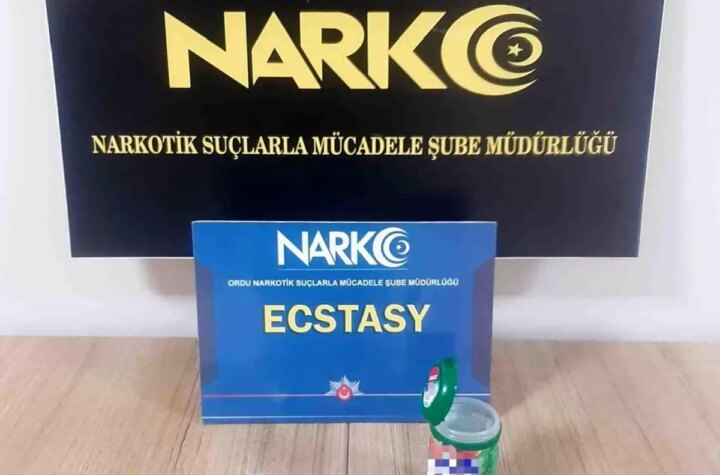 NARKO
NARKOTİK SUÇLARLA MÜCADELE ŞUBE MÜDÜRLÜĞÜ
NARKO
ORDU NARKOTİK SUÇLARLA MÜCADELE ŞUBE MÜDÜRLÜĞÜ
ECSTASY